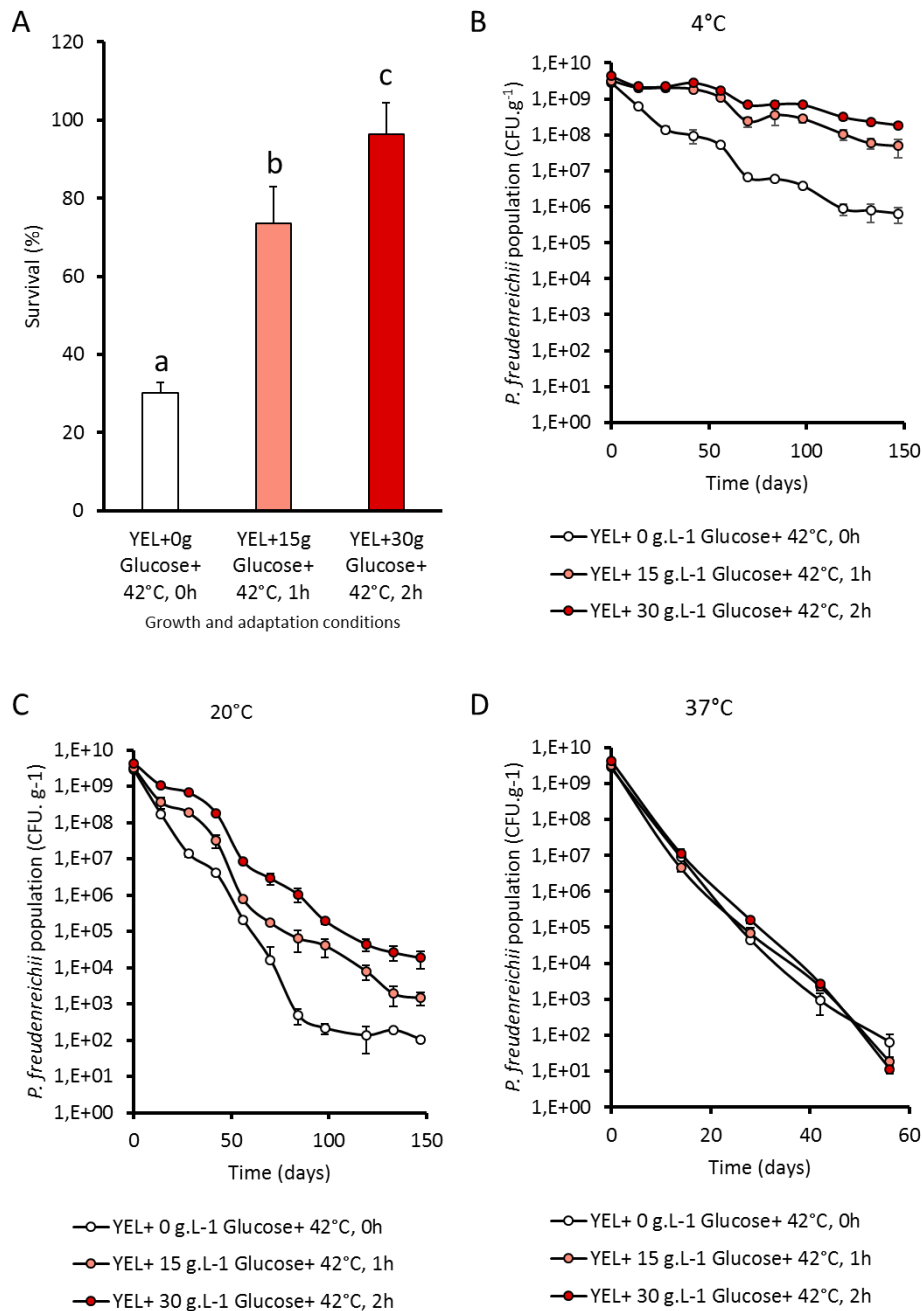 A
120
100
80
60
40
20
0
Survival (%)
a
b
c
YEL+0g
Glucose+
42°C, 0h
YEL+15g
Glucose+
42°C, 1h
YEL+30g
Glucose+
42°C, 2h
Growth and adaptation conditions
B
4°C
1,E+10
1,E+09
1,E+08
1,E+07
1,E+06
1,E+05
1,E+04
1,E+03
1,E+02
1,E+01
1,E+00
P. freudenreichii population (CFU.g-1)
0
50
100
150
Time (days)
YEL+ 0 g.L-1 Glucose+ 42°C, 0h
YEL+ 15 g.L-1 Glucose+ 42°C, 1h
YEL+ 30 g.L-1 Glucose+ 42°C, 2h
C
20°C
1,E+10
1,E+09
1,E+08
1,E+07
1,E+06
1,E+05
1,E+04
1,E+03
1,E+02
1,E+01
1,E+00
P. freudenreichii population (CFU. g-1)
0
50
100
150
Time (days)
YEL+ 0 g.L-1 Glucose+ 42°C, 0h
YEL+ 15 g.L-1 Glucose+ 42°C, 1h
YEL+ 30 g.L-1 Glucose+ 42°C, 2h
D
37°C
1,E+10
1,E+09
1,E+08
1,E+07
1,E+06
1,E+05
1,E+04
1,E+03
1,E+02
1,E+01
1,E+00
P. freudenreichii population (CFU.g-1)
0
20
40
60
Time (days)
YEL+ 0 g.L-1 Glucose+ 42°C, 0h
YEL+ 15 g.L-1 Glucose+ 42°C, 1h
YEL+ 30 g.L-1 Glucose+ 42°C, 2h